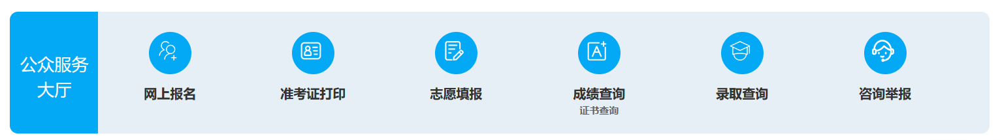 公众服务
大厅
网上报名
准考证打印
志愿填报
成绩查询
证书查询
录取查询
咨询举报